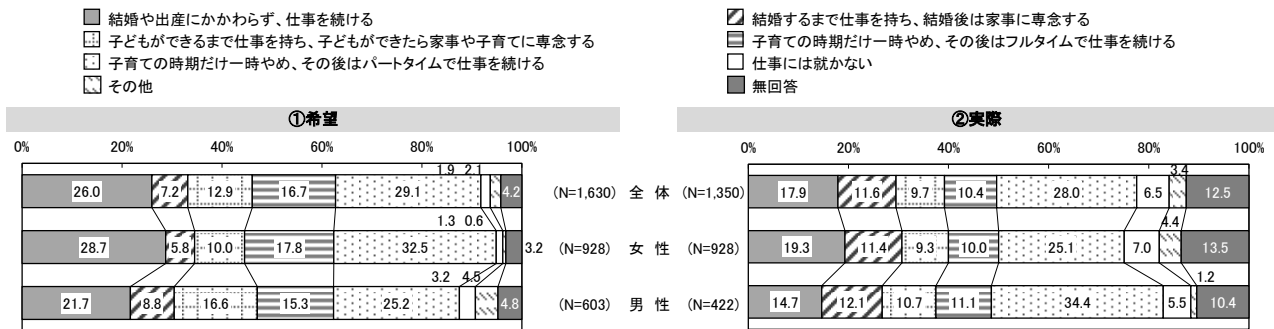 結婚や出産にかかわらず、仕事を続ける 結婚するまで仕事を持ち、結婚後は家事に専念する
子どもができるまで仕事を持ち、子どもができたら家事や子育てに専念する 子育ての時期だけ一時やめ、その後はフルタイムで仕事を続ける
子育ての時期だけ一時やめ、その後はパートタイムで仕事を続ける 仕事には就かない
その他 無回答
①希望 ②実際
0% 20% 40% 60% 80% 100% 0% 20% 40% 60% 80% 100%
1.9 2.1 3.4
26.0 7.2 12.9 16.7 29.1 4.2 (N=1,630) 全 体 (N=1,350) 17.9 11.6 9.7 10.4 28.0 6.5 12.5
1.3 0.6 4.4
28.7 5.8 10.0 17.8 32.5 3.2 (N=928) 女 性 (N=928) 19.3 11.4 9.3 10.0 25.1 7.0 13.5
3.2 4.5 1.2
21.7 8.8 16.6 15.3 25.2 4.8 (N=603) 男 性 (N=422) 14.7 12.1 10.7 11.1 34.4 5.5 10.4